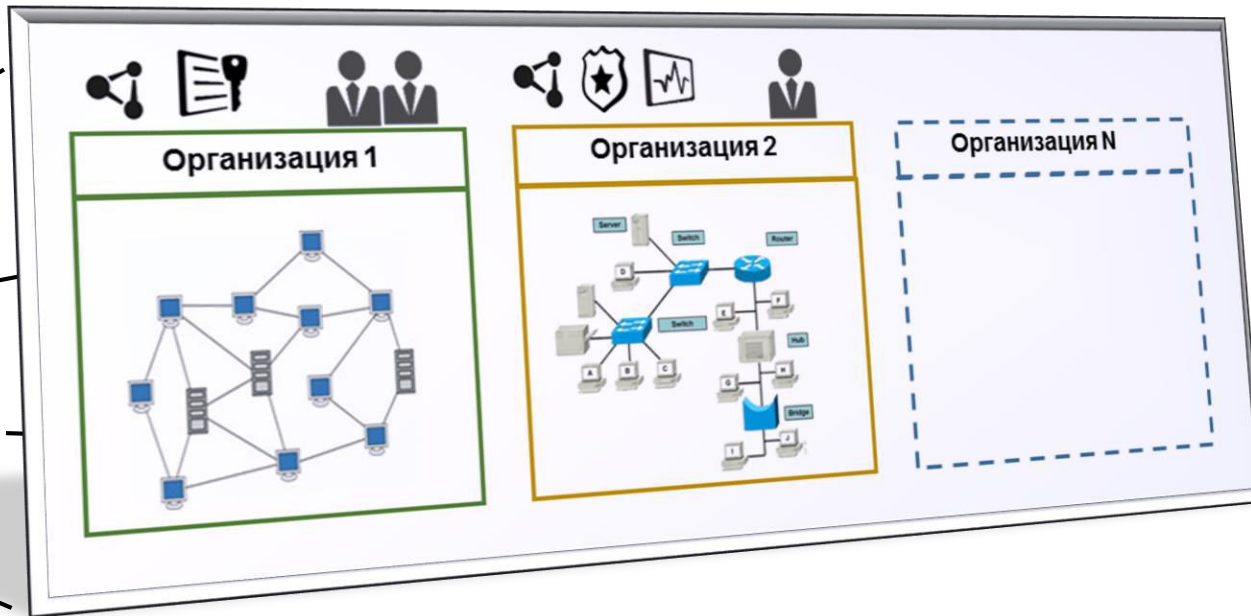 Организация 1
Организация 2
Организация N
Server
Switch
Router
D
F
E
Switch
Hub
A
B
C
H
G
Bridge
J
I